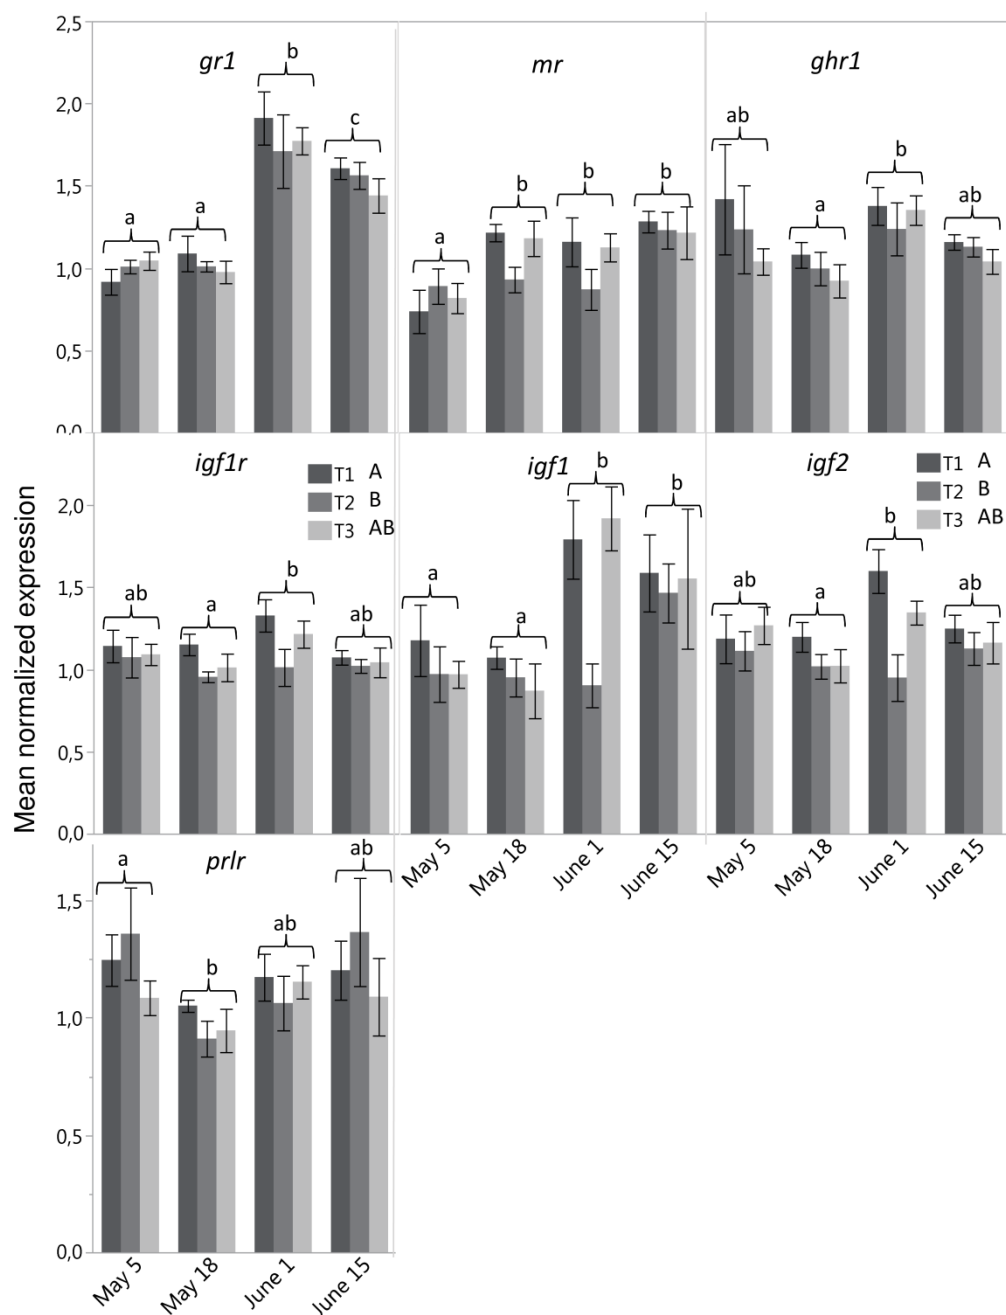 2,5
gr1
mr
ghr1
2,0
1,5
1,0
0,5
0,0
a
a
b
c
a
b
b
b
ab
a
b
ab
Mean normalized expression
igf1r
igf1
igf2
T1 A
T2 B
T3 AB
T1 A
T2 B
T3 AB
2,0
1,5
1,0
0,5
0,0
ab
a
b
ab
a
a
b
b
ab
a
b
ab
May 5
May 18
June 1
June 15
May 5
May 18
June 1
June 15
prlr
1,5
1,0
0,5
0,0
a
b
ab
ab
May 5
May 18
June 1
June 15